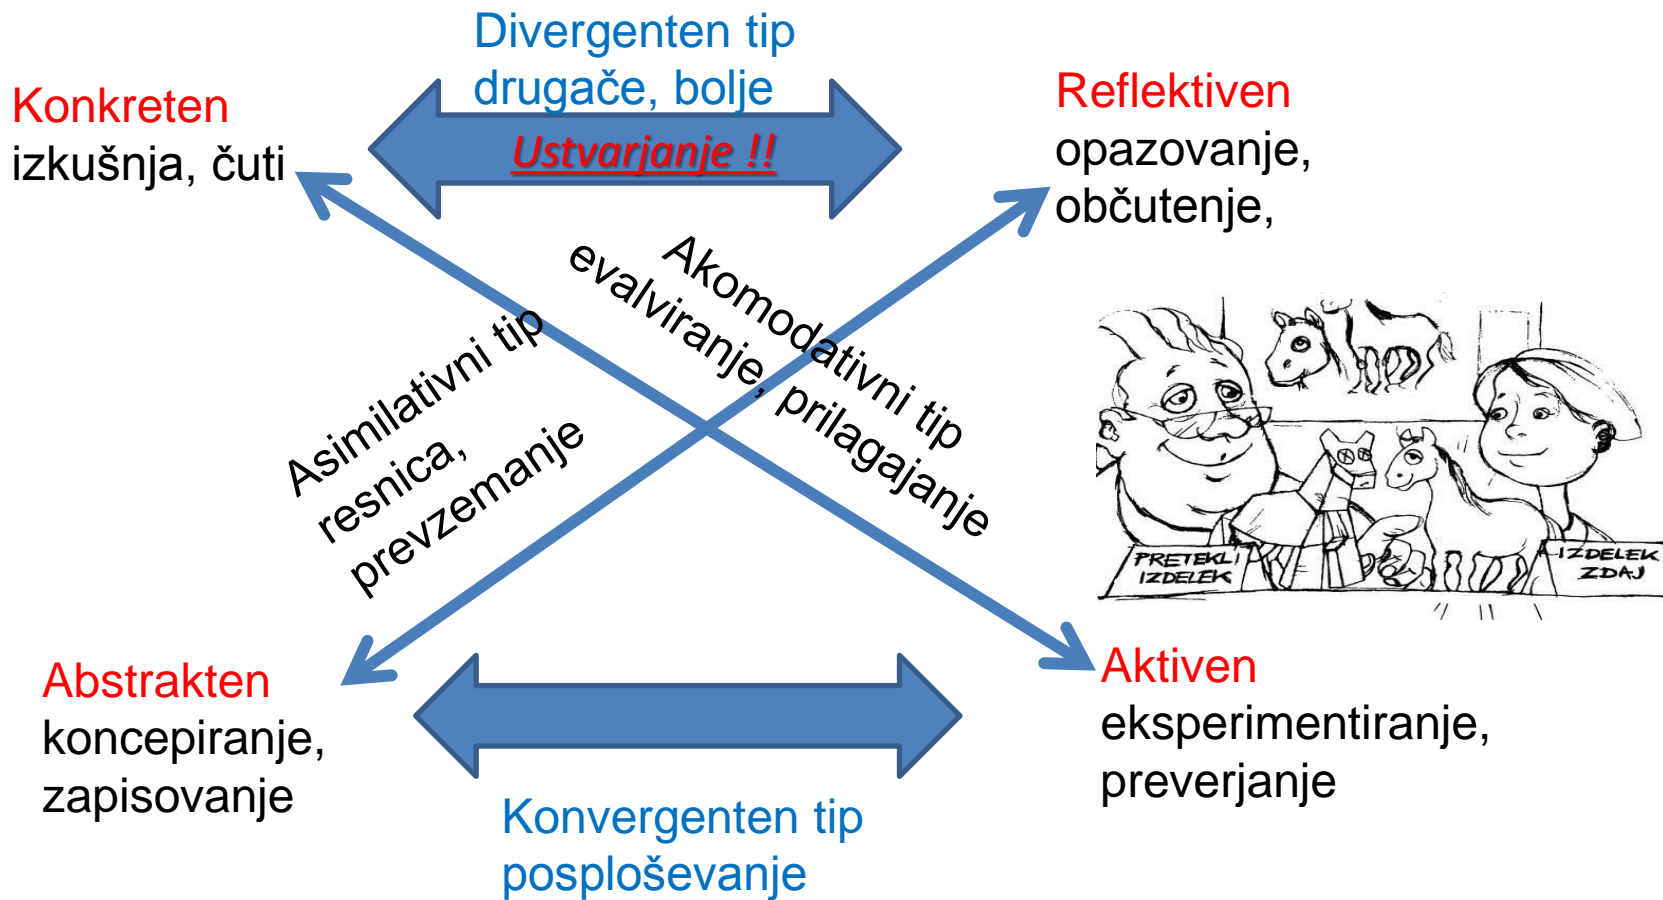 Divergenten tip
drugače, bolje
Ustvarjanje !!
Konkreten
izkušnja, čuti
Reflektiven
opazovanje,
občutenje,
Asimilativni tip
resnica,
prevzemanje
Akomodativni tip
evalviranje, prilagajanje
PRETEKLI
IZDELEK
IZDELEK
ZDAJ
Abstrakten
koncepiranje,
zapisovanje
Aktiven
eksperimentiranje,
preverjanje
Konvergenten tip
posploševanje